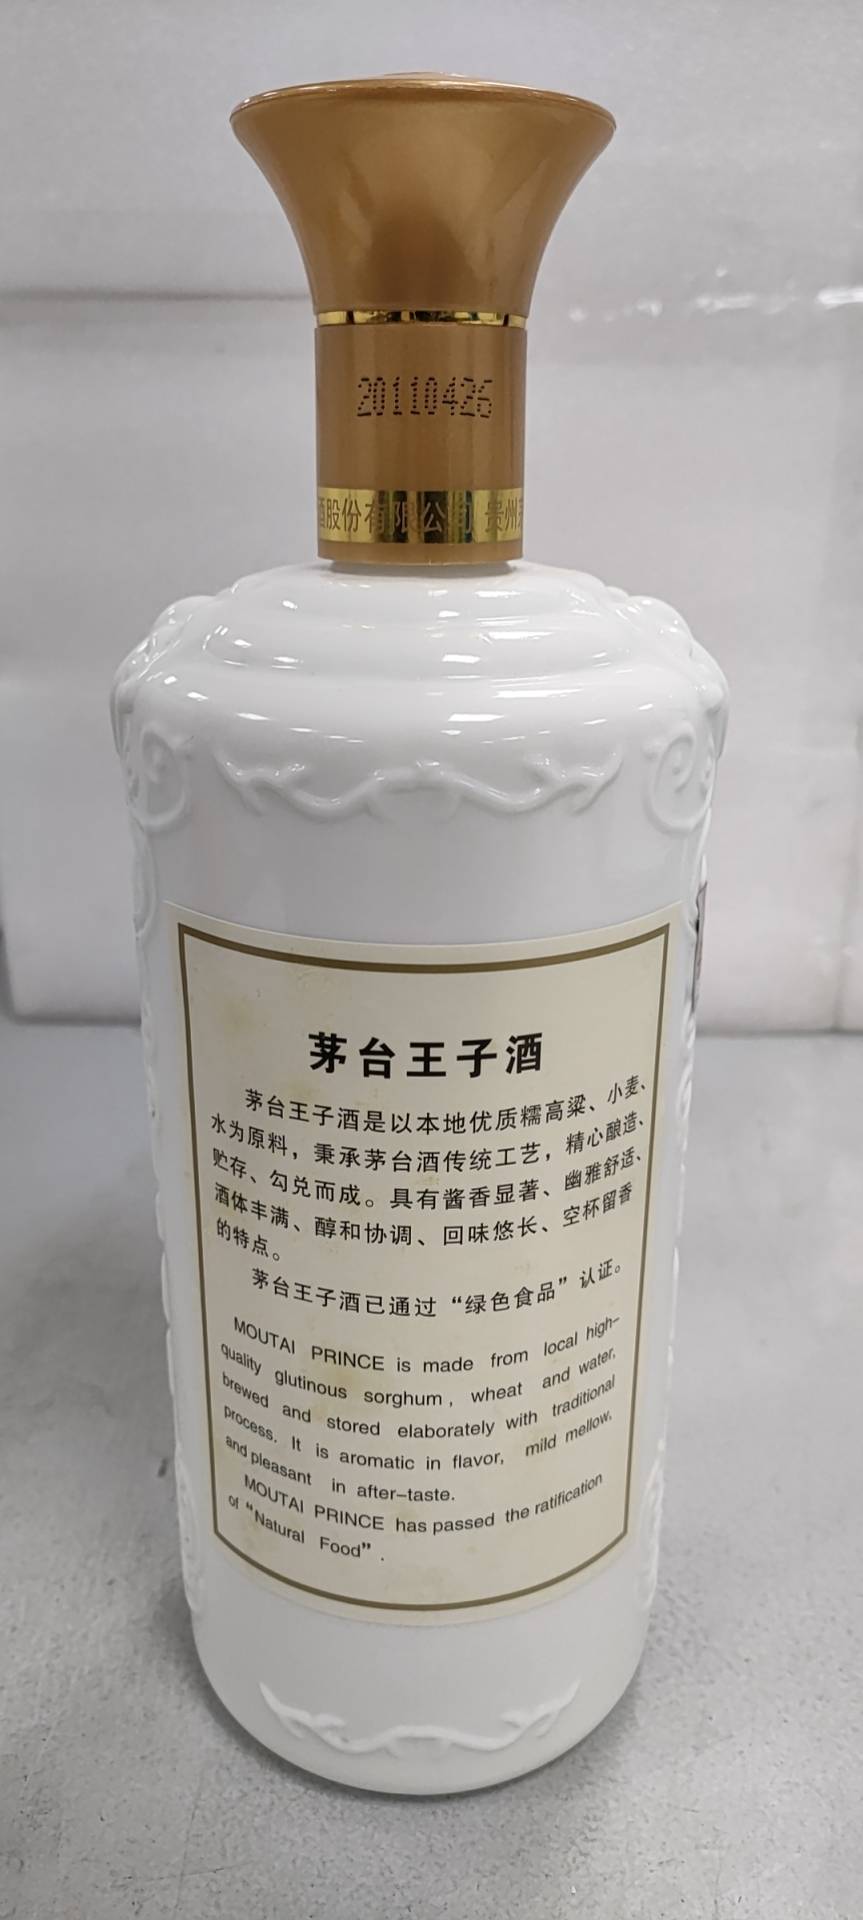 20110426
酒股份有限公司 贵州茅
茅台王子酒
茅台王子酒是以本地优质糯高粱、小麦、
水为原料，秉承茅台酒传统工艺，精心酿造、
贮存、勾兑而成。具有酱香显著、幽雅舒适、
酒体丰满、醇和协调、回味悠长、空杯留香
的特点。
茅台王子酒已通过“绿色食品”认证。
MOUTAI PRINCE is made from local high-
quality glutinous sorghum, wheat and water,
brewed and stored elaborately with traditional
process. It is aromatic in flavor, mild mellow,
and pleasant in after-taste.
MOUTAI PRINCE has passed the ratification
of “Natural Food”.